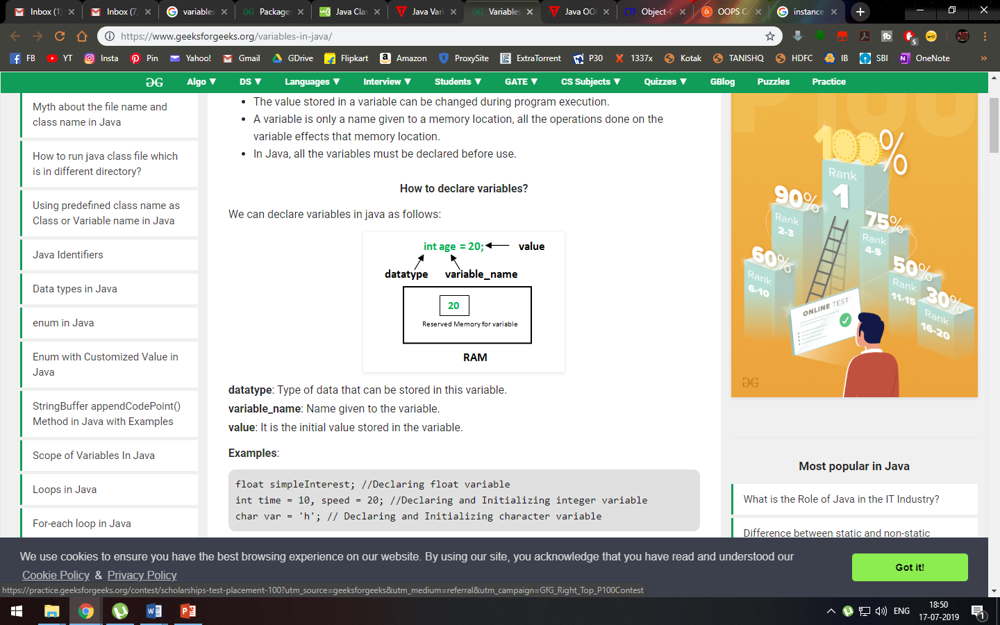 Inbox (1)
Inbox (7,
variables
Package
Java Cla
Java Vari
Variables
Java OO
Object-O
OOPS Co
instance
https://www.geeksforgeeks.org/variables-in-java/
5
FB
YT
Insta
Pin
Yahoo!
Gmail
GDrive
Flipkart
Amazon
ProxySite
ExtraTorrent
P30
1337x
Kotak
TANISHQ
HDFC
IB
SBI
OneNote
»
Algo ▼
DS ▼
Languages ▼
Interview ▼
Students ▼
GATE ▼
CS Subjects ▼
Quizzes ▼
GBlog
Puzzles
Practice
Myth about the file name and
class name in Java
How to run java class file which
is in different directory?
Using predefined class name as
Class or Variable name in Java
Java Identifiers
Data types in Java
enum in Java
Enum with Customized Value in
Java
StringBuffer appendCodePoint()
Method in Java with Examples
Scope of Variables In Java
Loops in Java
For-each loop in Java
• The value stored in a variable can be changed during program execution.
• A variable is only a name given to a memory location, all the operations done on the
variable effects that memory location.
• In Java, all the variables must be declared before use.
How to declare variables?
We can declare variables in java as follows:
int age = 20;
value
datatype
variable_name
20
Reserved Memory for variable
RAM
datatype: Type of data that can be stored in this variable.
variable_name: Name given to the variable.
value: It is the initial value stored in the variable.
Examples:
float simpleInterest; //Declaring float variable
int time = 10, speed = 20; //Declaring and Initializing integer variable
char var = 'h'; // Declaring and Initializing character variable
P100
100%
Rank
1
90%
Rank
2-3
75%
Rank
4-5
60%
Rank
6-10
50%
Rank
11-15
30%
Rank
16-20
ONLINE TEST
Most popular in Java
What is the Role of Java in the IT Industry?
Difference between static and non-static
We use cookies to ensure you have the best browsing experience on our website. By using our site, you acknowledge that you have read and understood our
Cookie Policy & Privacy Policy
Got it!
https://practice.geeksforgeeks.org/contest/scholarships-test-placement-100?utm_source=geeksforgeeks&utm_medium=referral&utm_campaign=GfG_Right_Top_P100Contest
ENG
18:50
17-07-2019
1